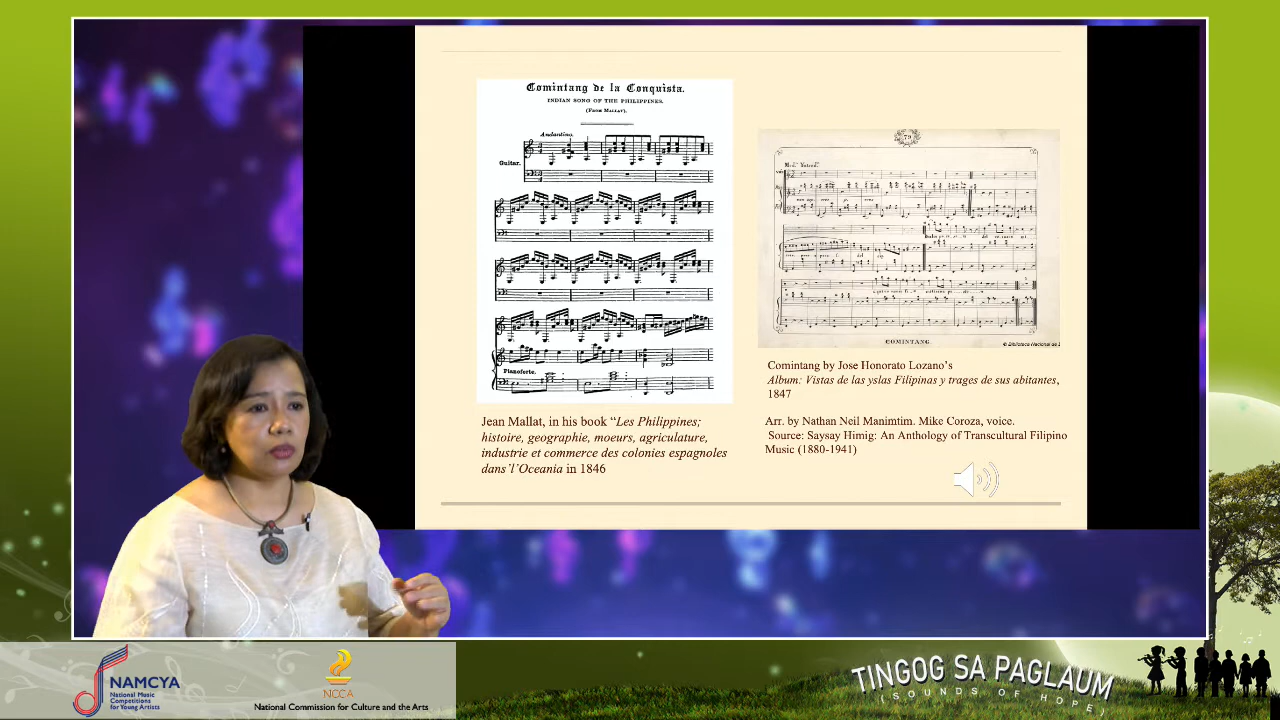 Comintang de la Conquista.
INDIAN SONG OF THE PHILIPPINES.
(FROM MALLAT).
Andantino.
Guitar.
Pianoforte.
Jean Mallat, in his book “Les Philippines;
histoire, geographie, moeurs, agriculture,
industrie et commerce des colonies espagnoles
dans’l’Oceania in 1846
79
COMINTANG.
© Biblioteca Nacional de
Comintang by Jose Honorato Lozano’s
Album: Vistas de las yslas Filipinas y trages de sus abitantes,
1847
Arr. by Nathan Neil Manimtim. Mike Coroza, voice.
Source: Saysay Himig: An Anthology of Transcultural Filipino
Music (1880-1941)
NAMCYA
National Music
Competitions
for Young Artists
NCCA
National Commission for Culture and the Arts
TINGOG SA PAGLAUM
(SOUNDS OF HOPE)